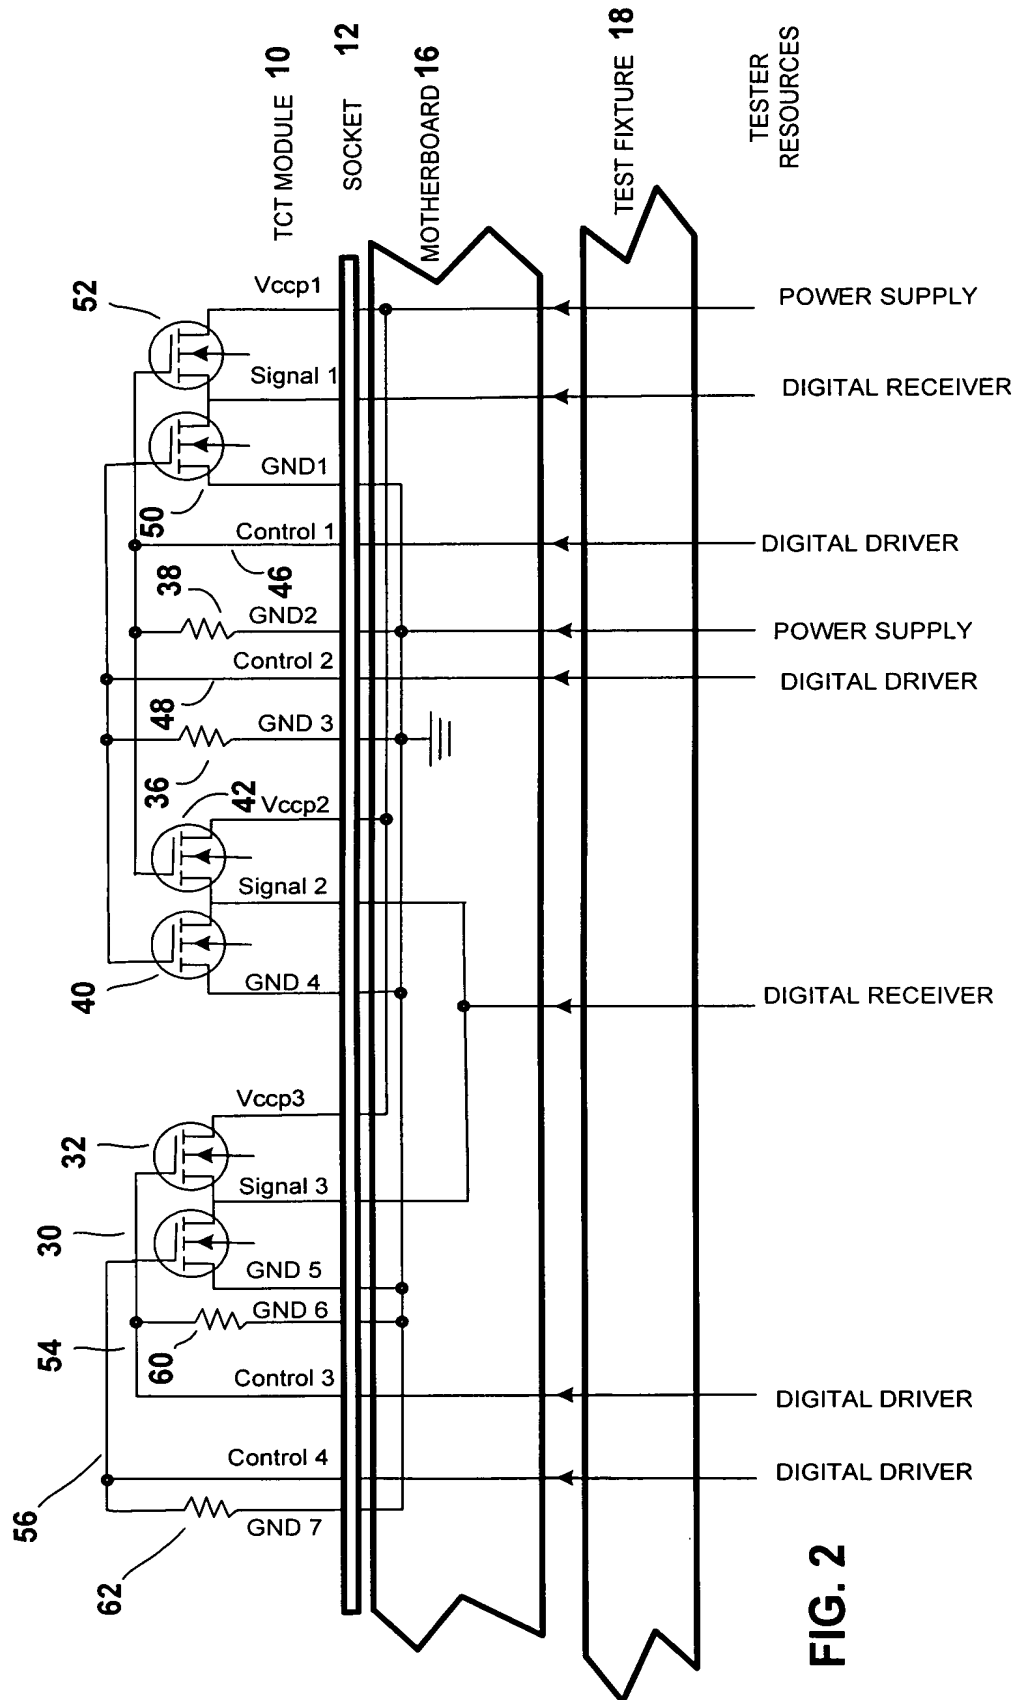 TCT MODULE 10
SOCKET 12
MOTHERBOARD 16
TEST FIXTURE 18
TESTER
RESOURCES
52
Vccp1
POWER SUPPLY
Signal 1
DIGITAL RECEIVER
GND1
50
Control 1
46
DIGITAL DRIVER
38
GND2
POWER SUPPLY
Control 2
48
DIGITAL DRIVER
GND 3
36
42
Vccp2
Signal 2
40
GND 4
DIGITAL RECEIVER
Vccp3
32
Signal 3
30
GND 5
GND 6
54
60
Control 3
DIGITAL DRIVER
Control 4
DIGITAL DRIVER
56
GND 7
62
FIG. 2